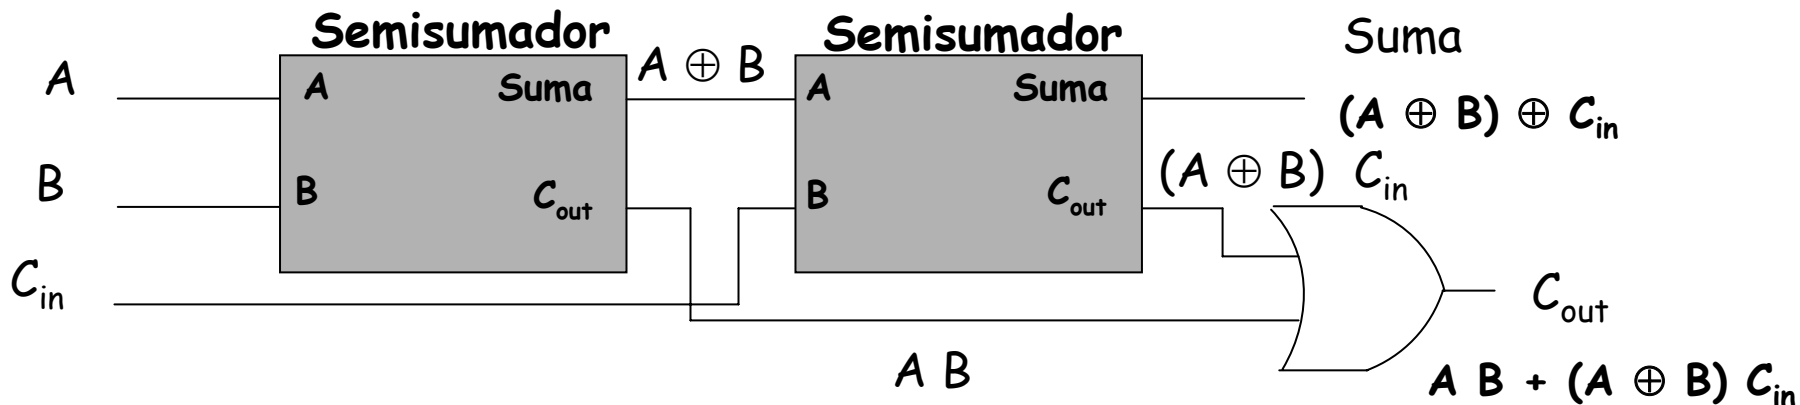 Semisumador
Semisumador
Suma
A
A
Suma
A ⊕ B
A
Suma
(A ⊕ B) ⊕ Cin
B
B
Cout
B
Cout
(A ⊕ B) Cin
Cin
Cout
A B
A B + (A ⊕ B) Cin